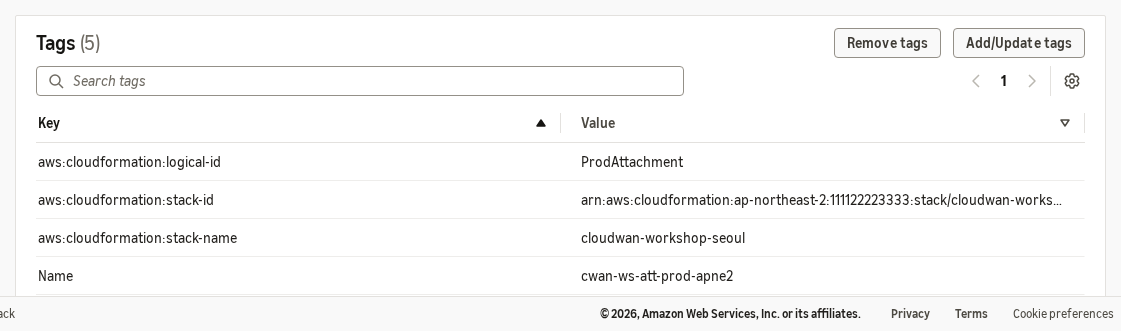 Tags (5)
Remove tags
Add/Update tags
Search tags
1
Key
Value
aws:cloudformation:logical-id
ProdAttachment
aws:cloudformation:stack-id
arn:aws:cloudformation:ap-northeast-2:111122223333:stack/cloudwan-works...
aws:cloudformation:stack-name
cloudwan-workshop-seoul
Name
cwan-ws-att-prod-apne2
ack
© 2026, Amazon Web Services, Inc. or its affiliates.
Privacy
Terms
Cookie preferences